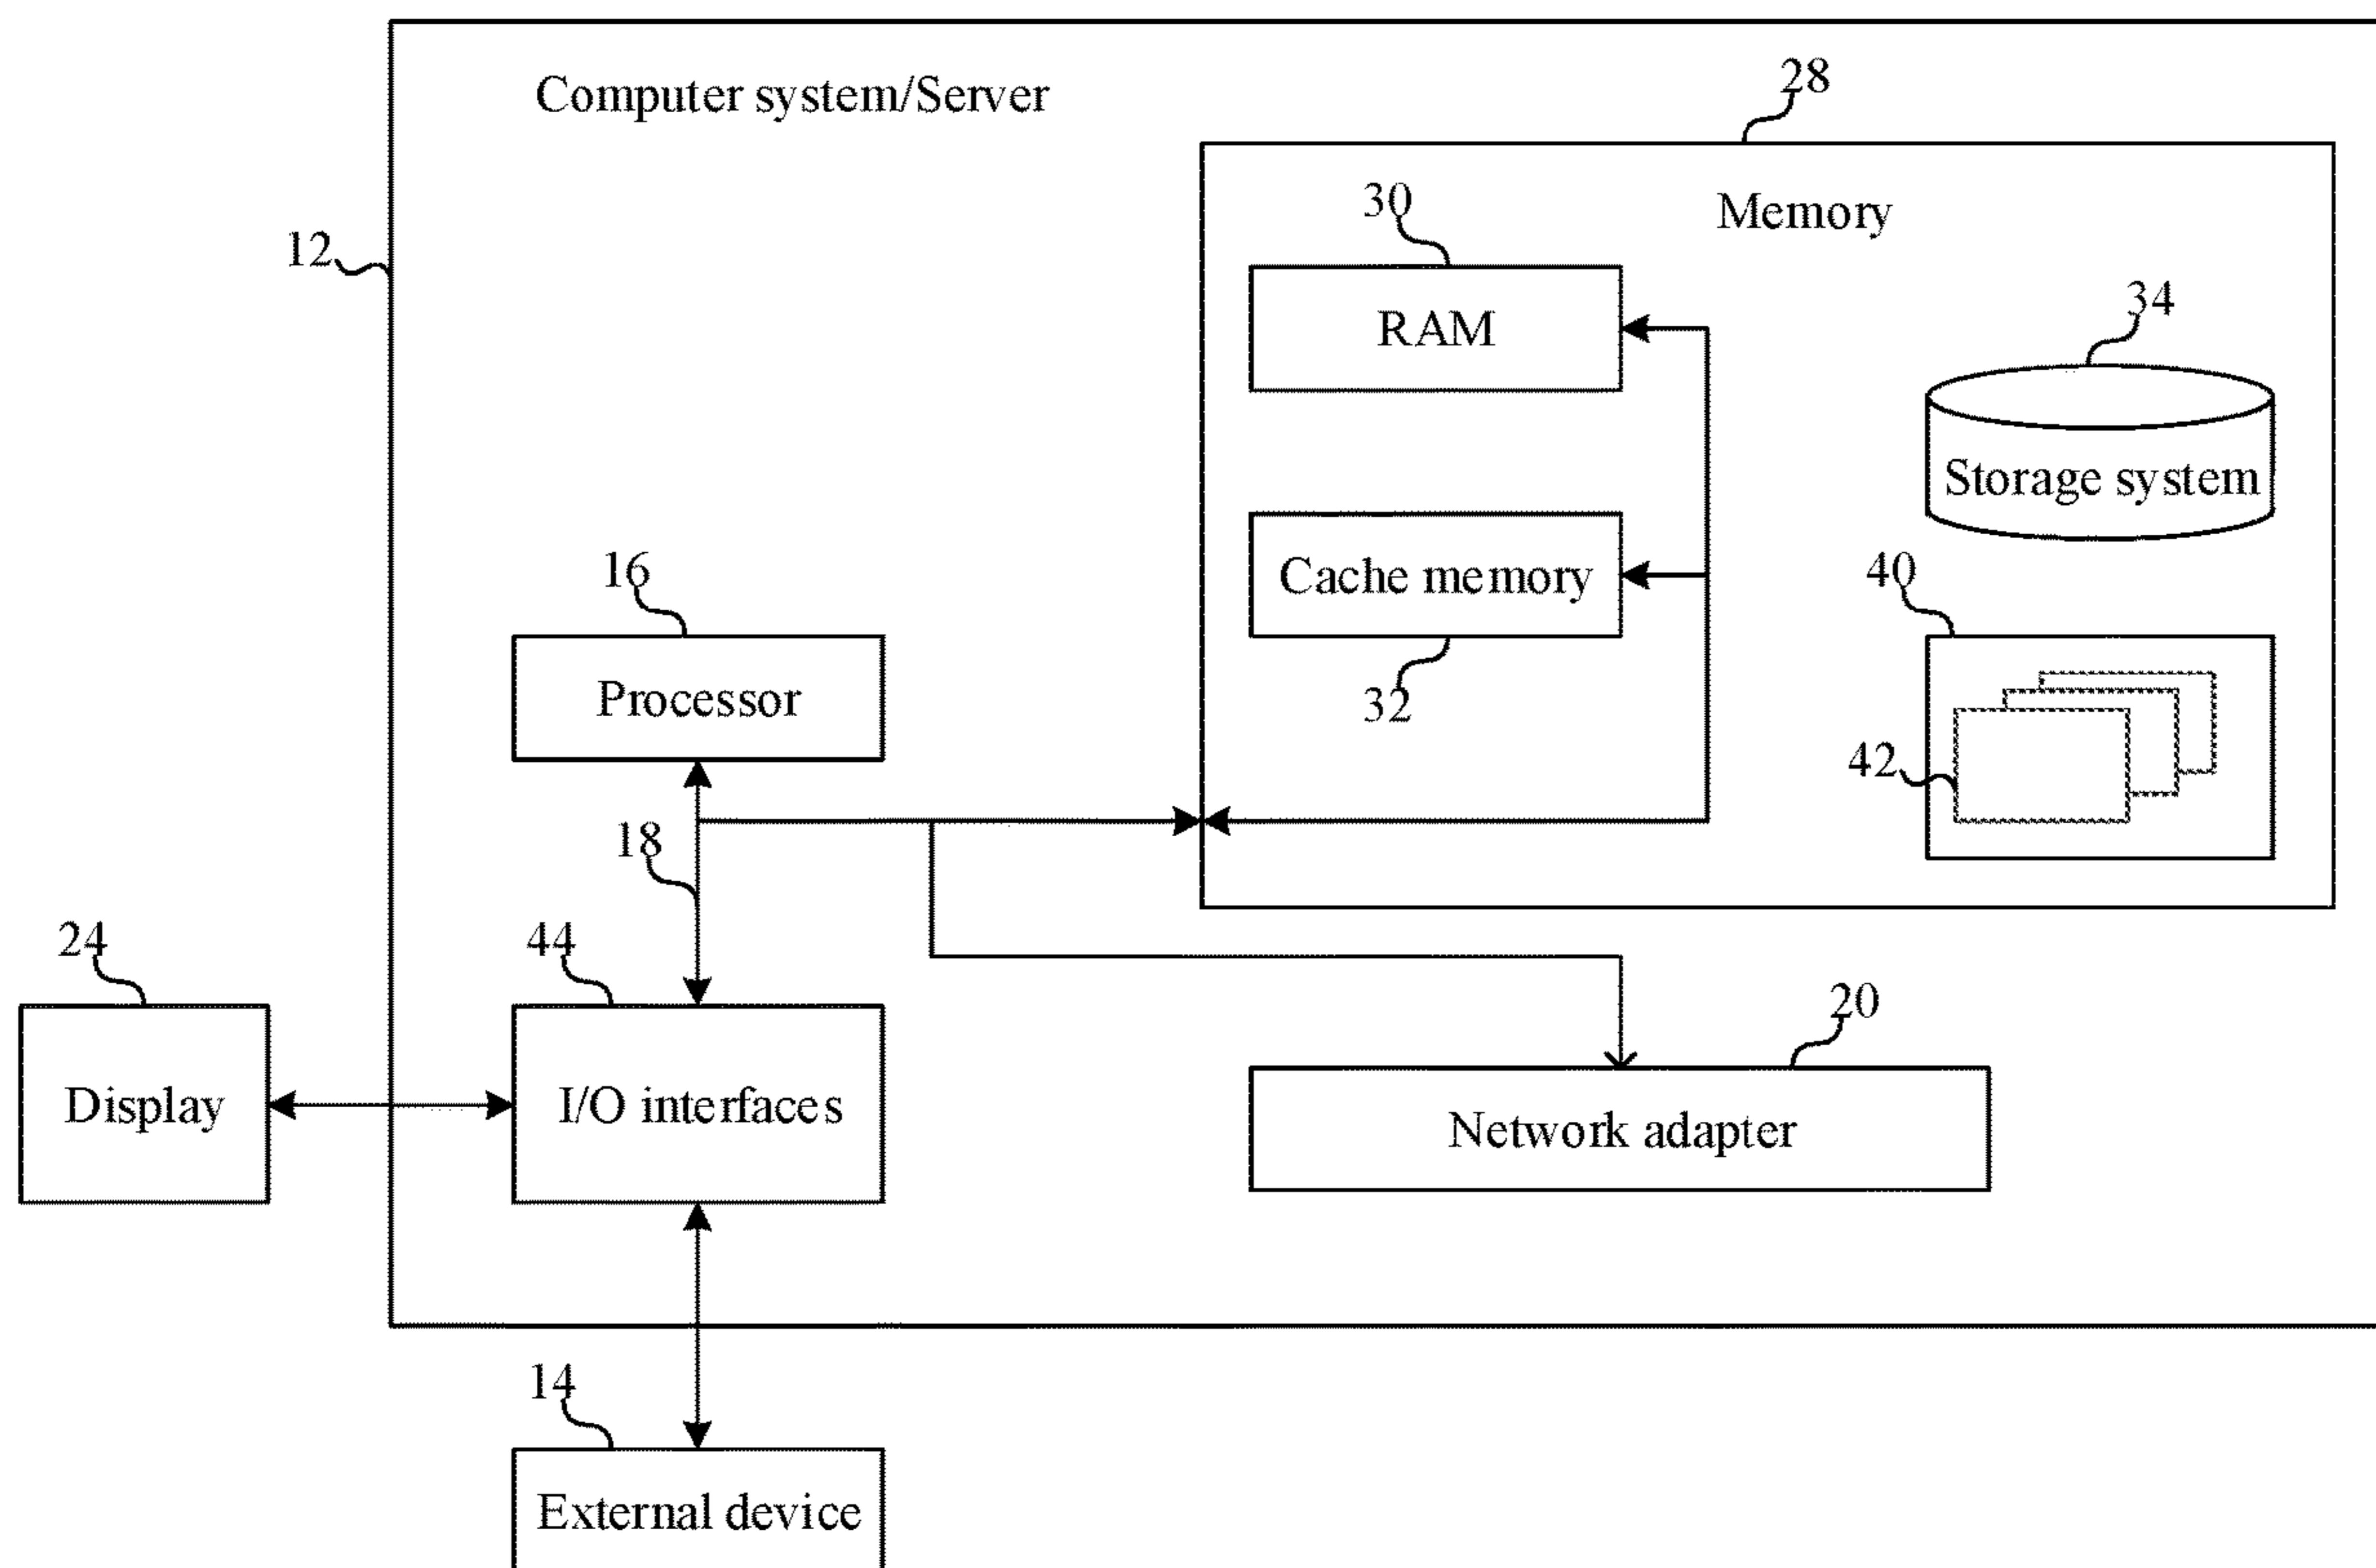 28
Computer system/Server
30
Memory
12
34
RAM
Storage system
16
Cache memory
40
Processor
32
42
18
24
44
20
Display
I/O interfaces
Network adapter
14
External device